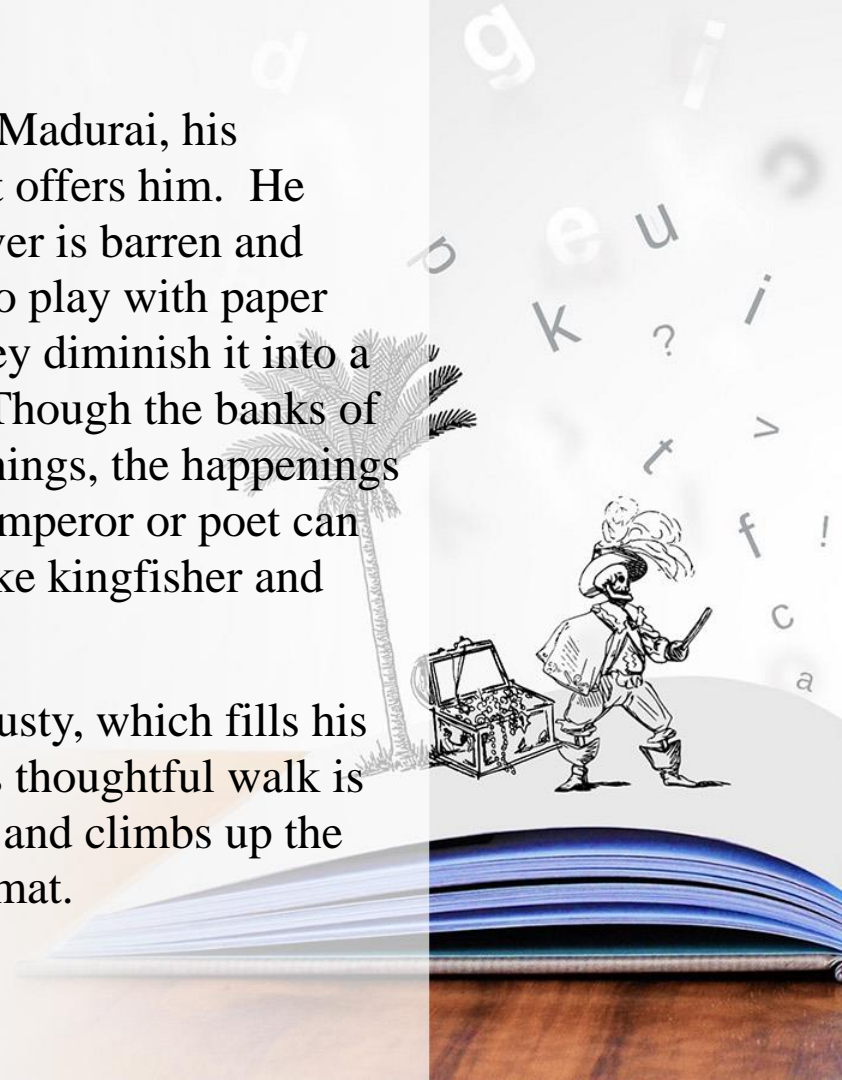 Madurai, his
t offers him.  He
ver is barren and
o play with paper
ey diminish it into a
Though the banks of
nings, the happenings
mperor or poet can
ke kingfisher and
usty, which fills his
s thoughtful walk is
and climbs up the
mat.
d
g
i
e
u
k
?
i
t
>
f
!
c
a